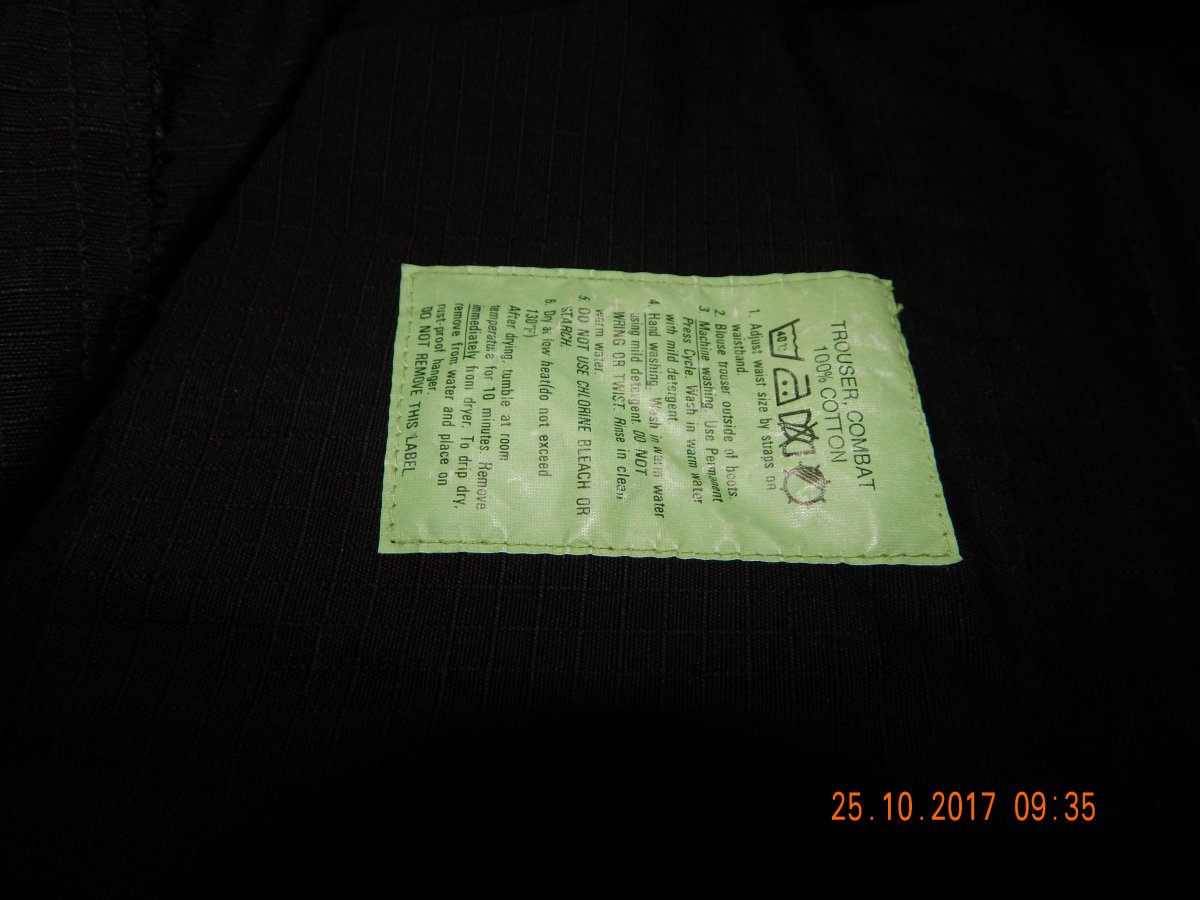 TROUSER, COMBAT
100% COTTON
40°C
1. Adjust waist size by straps on
waistband.
2. Blouse trouser outside of boots.
3. Machine washing. Use Permanent
Press Cycle. Wash in warm water
with mild detergent
4. Hand washing. Wash in warm water
using mild detergent. DO NOT
WRING OR TWIST. Rinse in clean
warm water.
5. DO NOT USE CHLORINE BLEACH OR
STARCH.
6. Dry at low heat(do not exceed
130°F)
After drying, tumble at room
temperature for 10 minutes. Remove
immediately from dryer. To drip dry,
remove from water and place on
rust-proof hanger.
DO NOT REMOVE THIS LABEL
25.10.2017 09:35